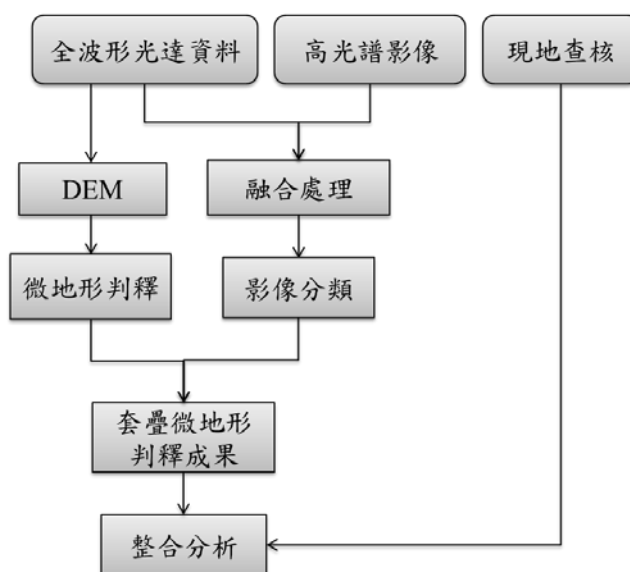 全波形光達資料
高光譜影像
現地查核
DEM
融合處理
微地形判釋
影像分類
套疊微地形
判釋成果
整合分析